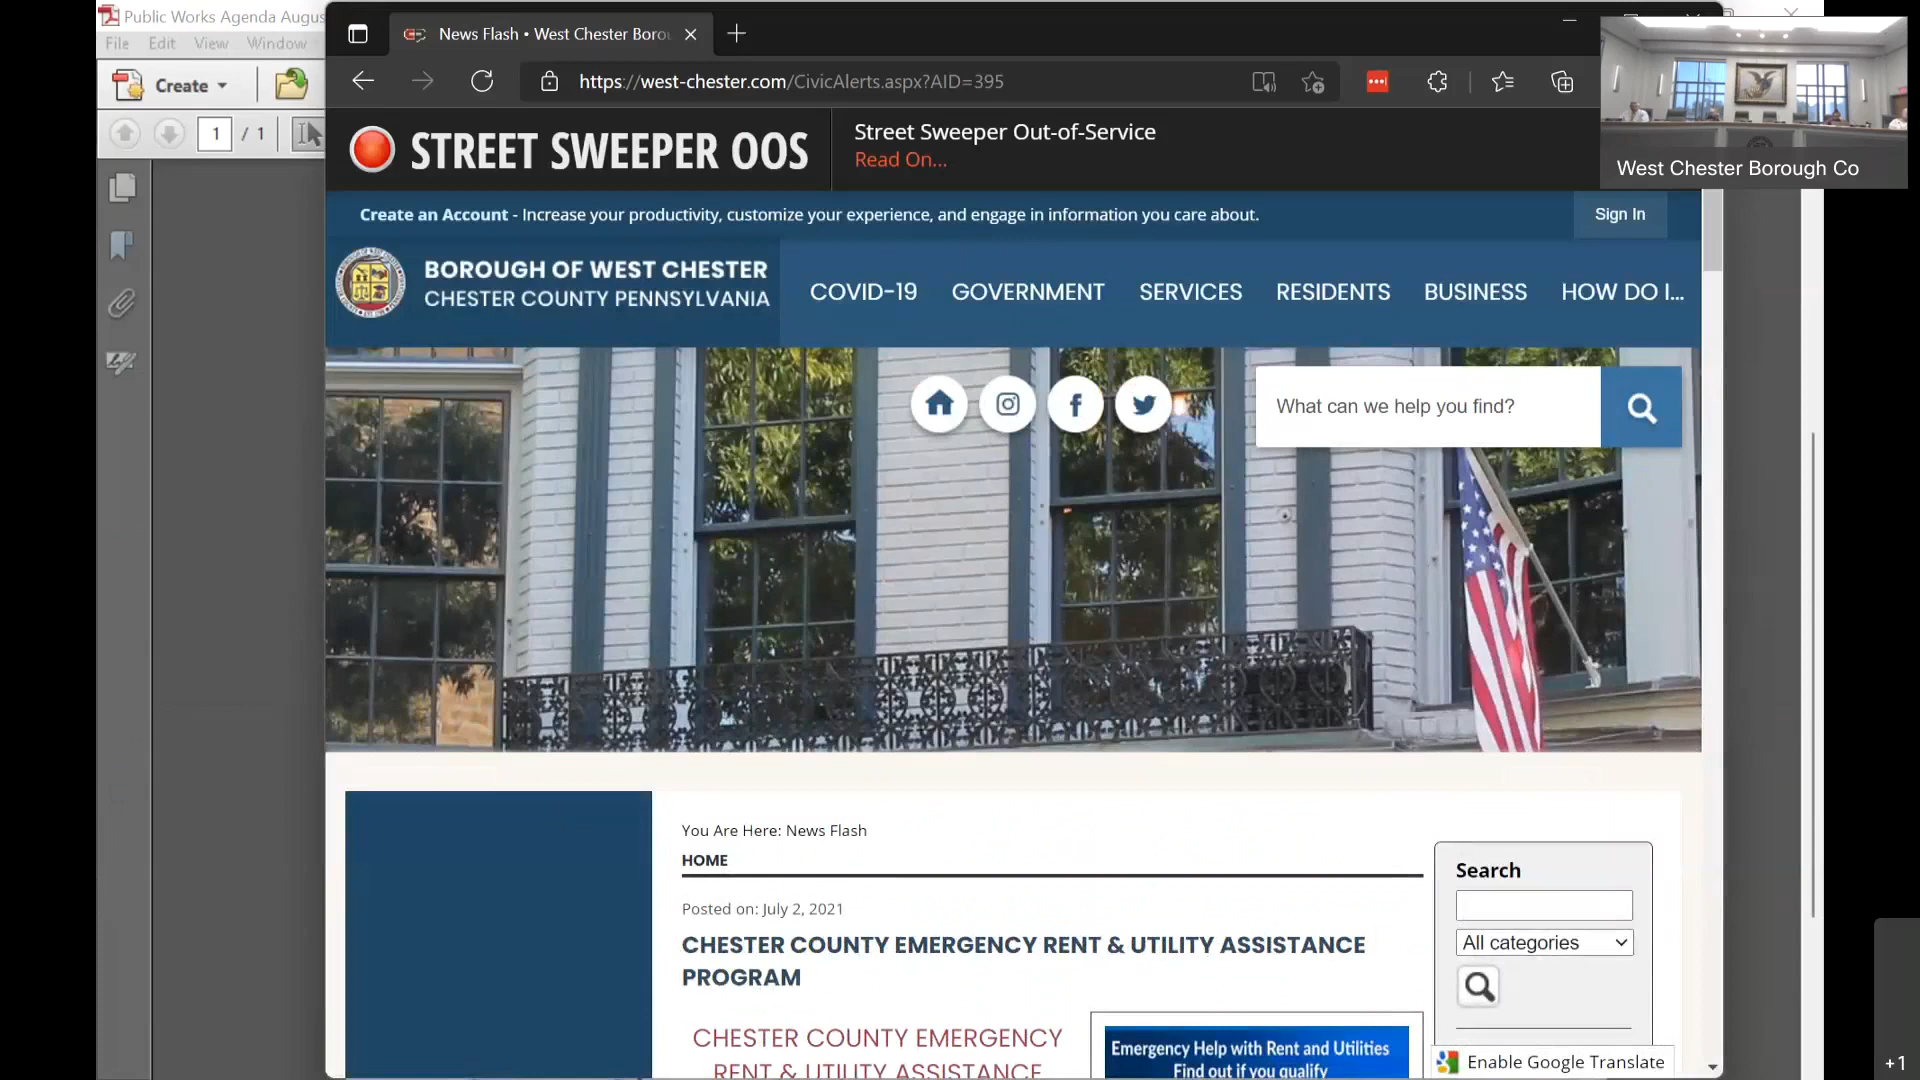 Public Works Agenda Augus
File Edit View Window
Create
1 / 1
News Flash • West Chester Boro
https://west-chester.com/CivicAlerts.aspx?AID=395
STREET SWEEPER OOS
Street Sweeper Out-of-Service
Read On...
West Chester Borough Co
Create an Account - Increase your productivity, customize your experience, and engage in information you care about.
Sign In
BOROUGH OF WEST CHESTER
CHESTER COUNTY PENNSYLVANIA
COVID-19 GOVERNMENT SERVICES RESIDENTS BUSINESS HOW DO I...
What can we help you find?
You Are Here: News Flash
HOME
Posted on: July 2, 2021
CHESTER COUNTY EMERGENCY RENT & UTILITY ASSISTANCE
PROGRAM
CHESTER COUNTY EMERGENCY
RENT & UTILITY ASSISTANCE
Emergency Help with Rent and Utilities
Find out if you qualify
Search
All categories
Enable Google Translate
+1